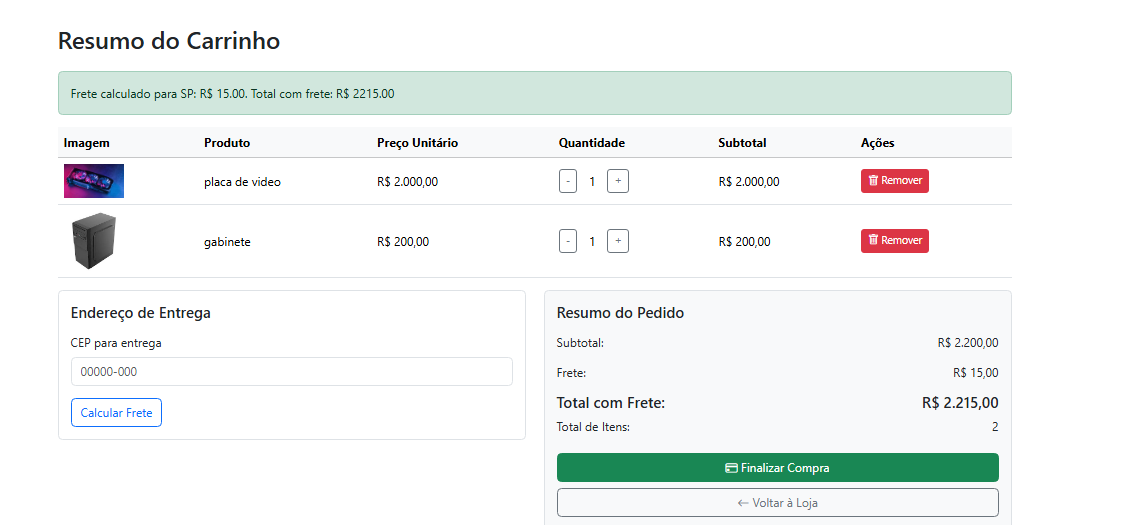 Resumo do Carrinho
Frete calculado para SP: R$ 15.00. Total com frete: R$ 2215.00
Imagem Produto Preço Unitário Quantidade Subtotal Ações
placa de video R$ 2.000,00 - 1 + R$ 2.000,00 Remover
gabinete R$ 200,00 - 1 + R$ 200,00 Remover
Endereço de Entrega
CEP para entrega
00000-000
Calcular Frete
Resumo do Pedido
Subtotal: R$ 2.200,00
Frete: R$ 15,00
Total com Frete: R$ 2.215,00
Total de Itens: 2
Finalizar Compra
← Voltar à Loja